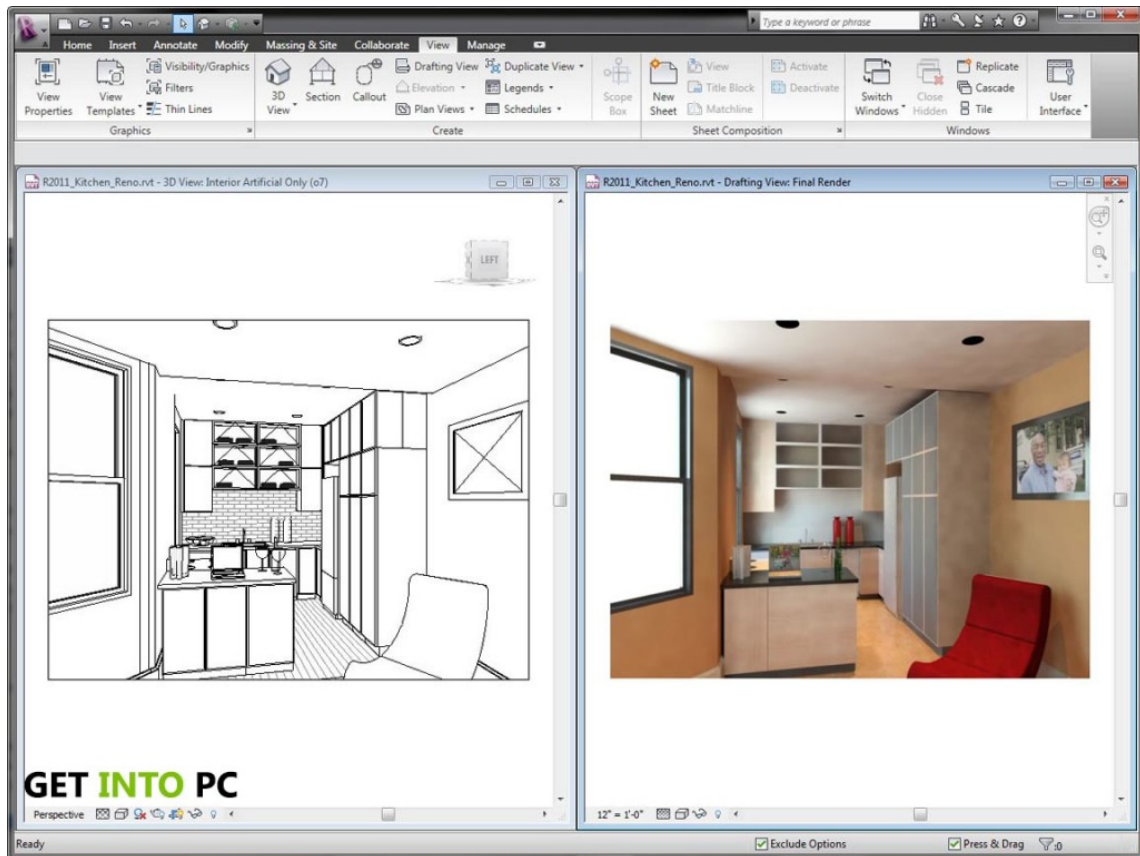 Type a keyword or phrase
Home Insert Annotate Modify Massing & Site Collaborate View Manage
View Properties
View Templates
Visibility/Graphics
Filters
Thin Lines
Graphics
3D View
Section
Callout
Drafting View
Elevation
Plan Views
Duplicate View
Legends
Schedules
Create
Scope Box
New Sheet
View
Title Block
Matchline
Activate
Deactivate
Sheet Composition
Switch Windows
Close Hidden
Replicate
Cascade
Tile
Windows
User Interface
R2011_Kitchen_Reno.rvt - 3D View: Interior Artificial Only (o7)
LEFT
GET INTO PC
Perspective
R2011_Kitchen_Reno.rvt - Drafting View: Final Render
12" = 1'-0"
Ready
Exclude Options
Press & Drag
:0